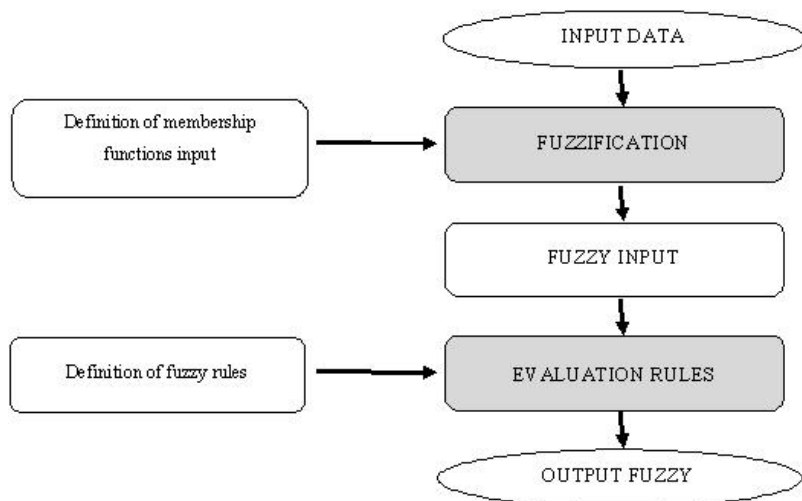 INPUT DATA
Definition of membership
functions input
FUZZIFICATION
FUZZY INPUT
Definition of fuzzy rules
EVALUATION RULES
OUTPUT FUZZY